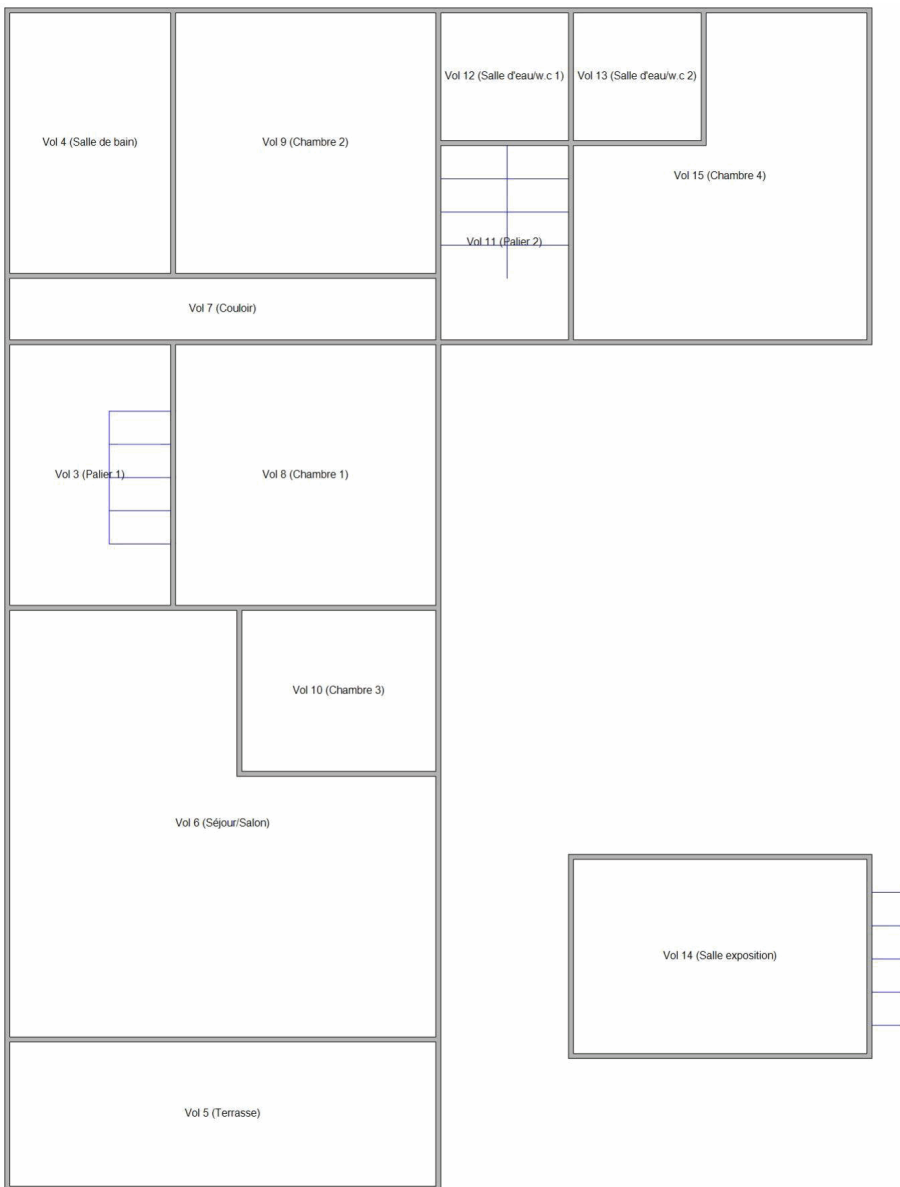 Vol 12 (Salle d'eau/w.c 1)
Vol 13 (Salle d'eau/w.c 2)
Vol 4 (Salle de bain)
Vol 9 (Chambre 2)
Vol 15 (Chambre 4)
Vol 11 (Palier 2)
Vol 7 (Couloir)
Vol 3 (Palier 1)
Vol 8 (Chambre 1)
Vol 10 (Chambre 3)
Vol 6 (Séjour/Salon)
Vol 14 (Salle exposition)
Vol 5 (Terrasse)